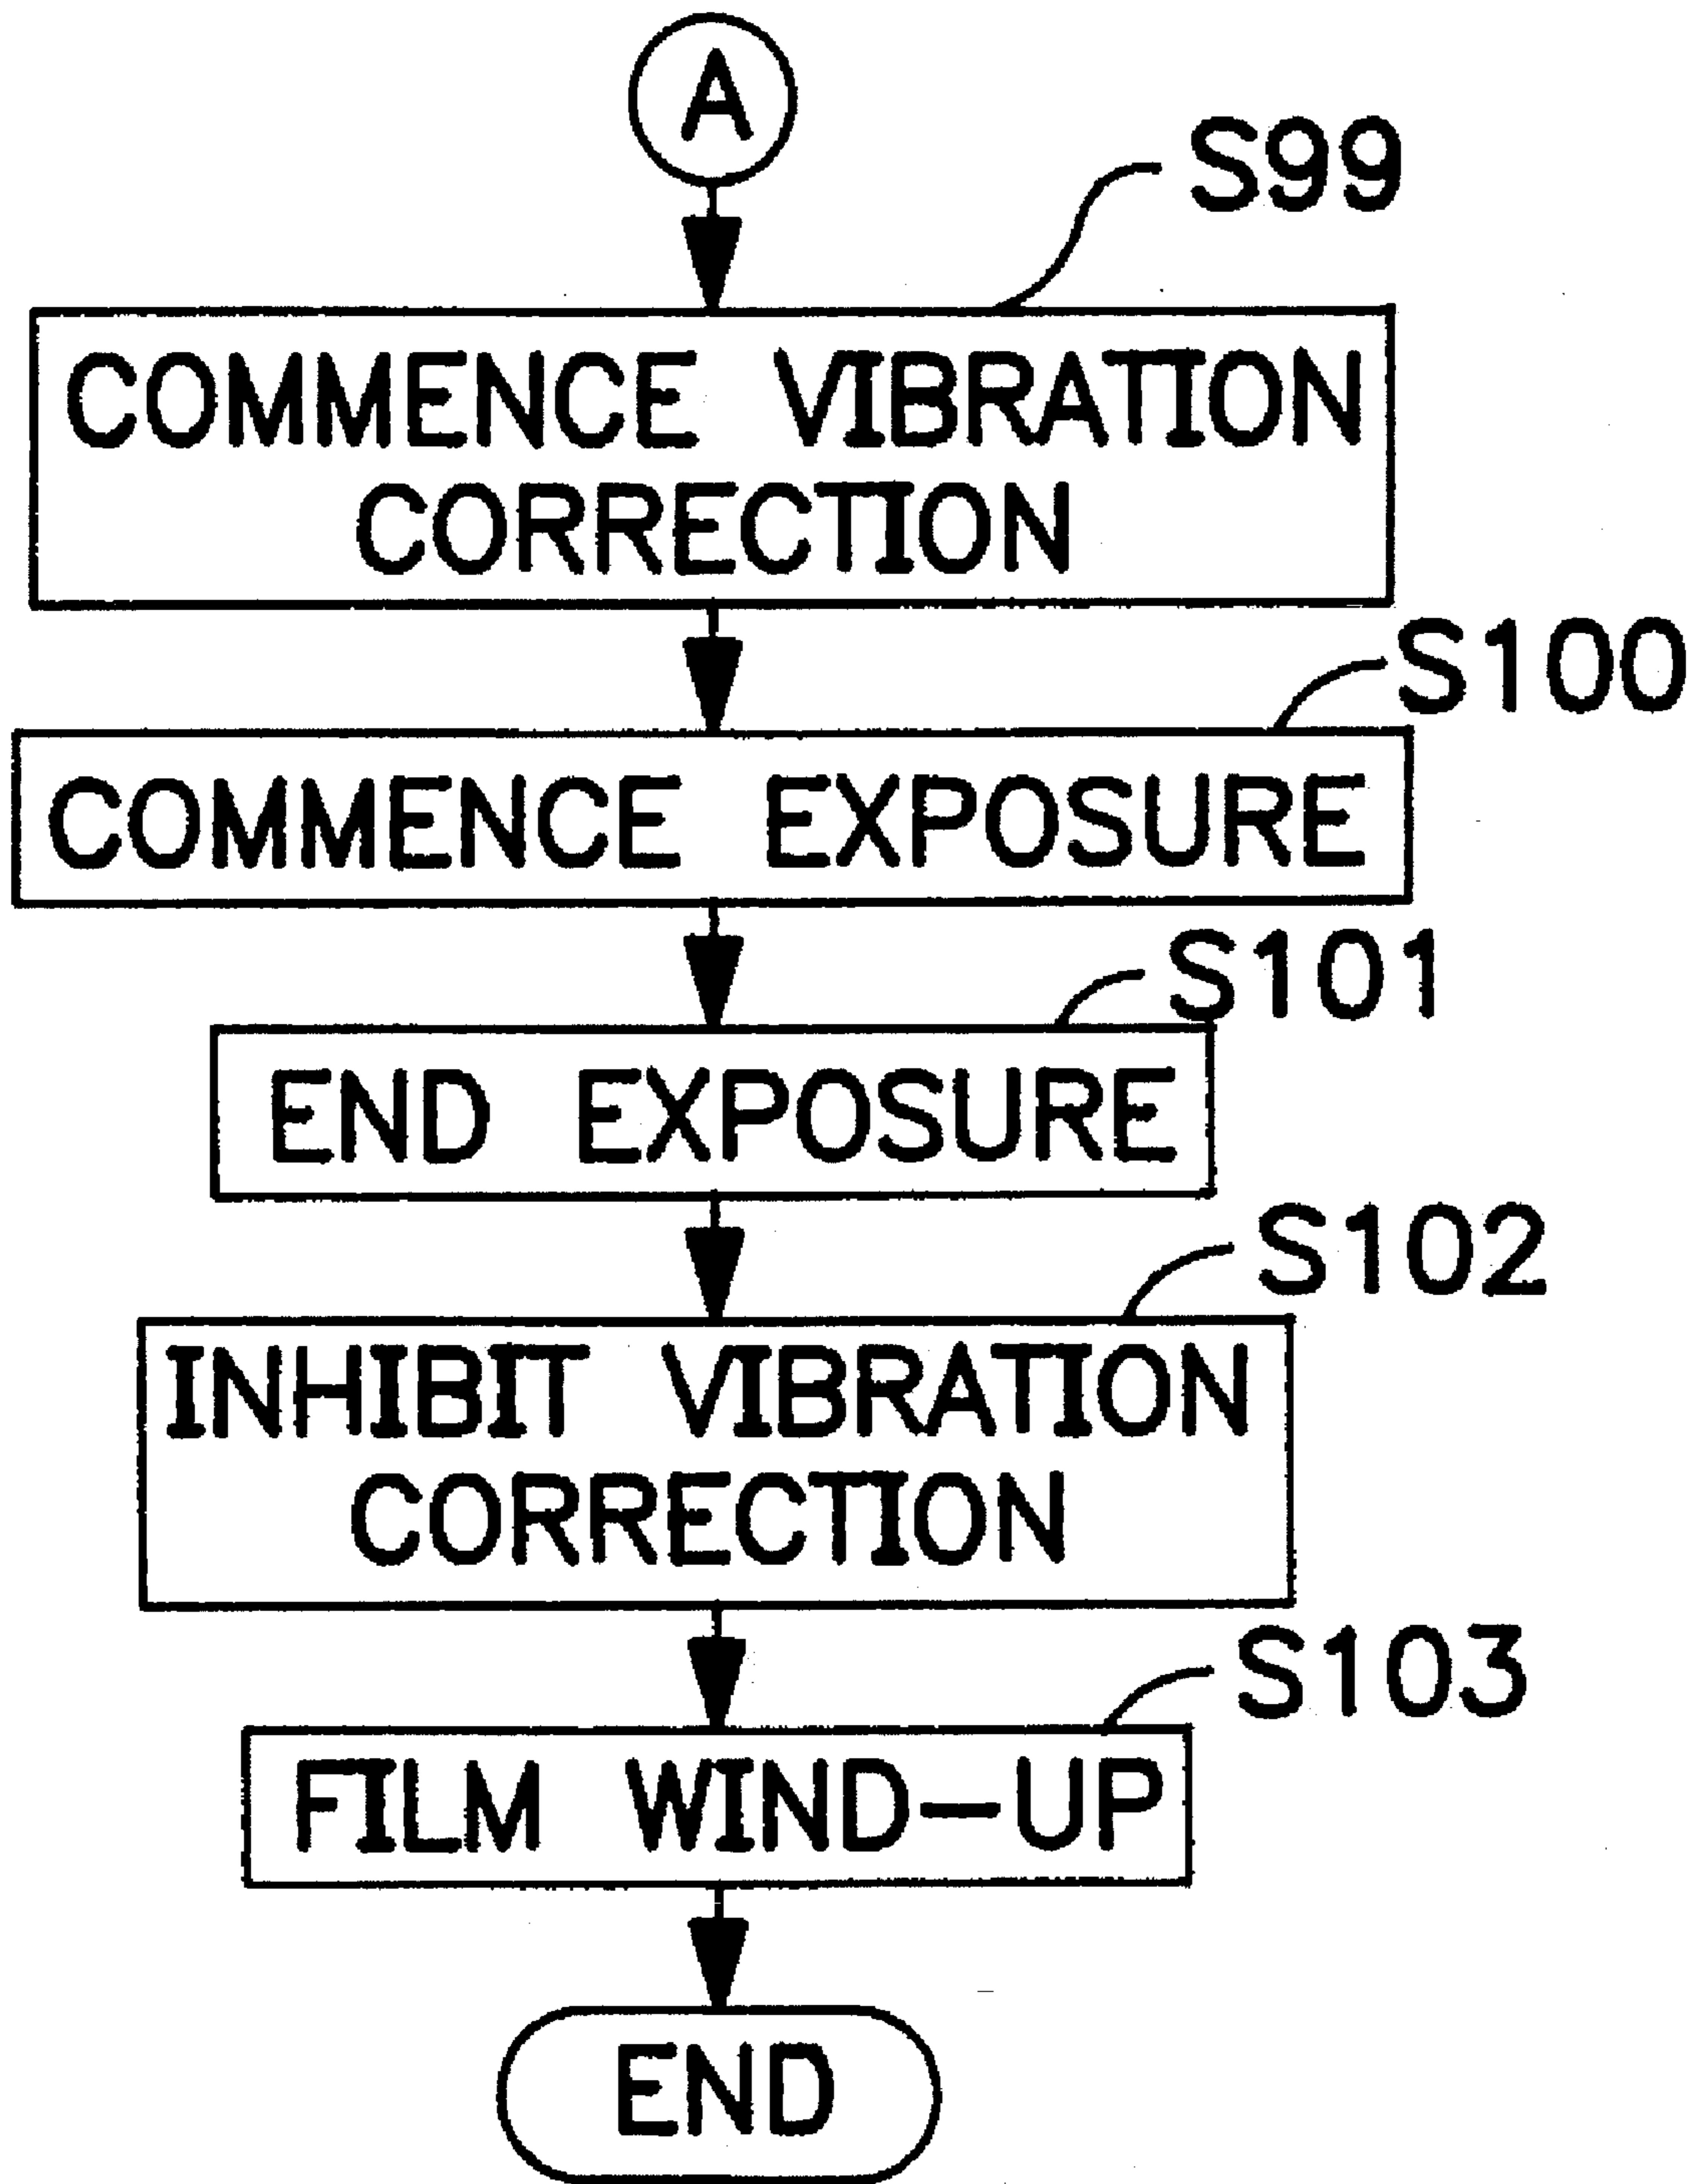 A
S99
COMMENCE VIBRATION
CORRECTION
S100
COMMENCE EXPOSURE
S101
END EXPOSURE
S102
INHIBIT VIBRATION
CORRECTION
S103
FILM WIND-UP
END